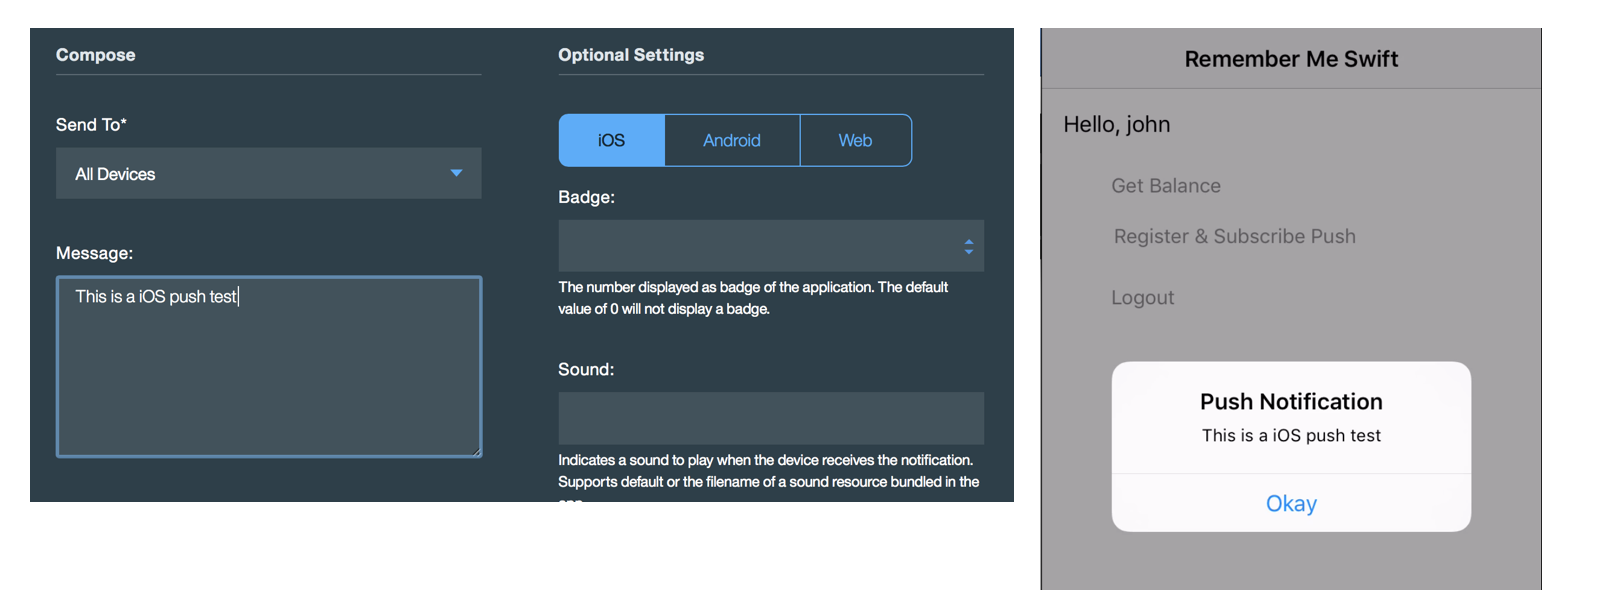 Compose
Send To*
All Devices
Message:
This is a iOS push test
Optional Settings
iOS
Android
Web
Badge:
The number displayed as badge of the application. The default
value of 0 will not display a badge.
Sound:
Indicates a sound to play when the device receives the notification.
Supports default or the filename of a sound resource bundled in the
Remember Me Swift
Hello, john
Get Balance
Register & Subscribe Push
Logout
Push Notification
This is a iOS push test
Okay